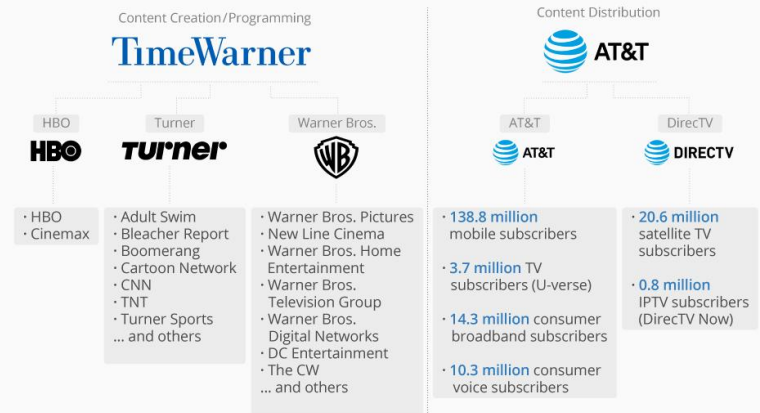 Content Creation/Programming
TimeWarner
HBO
HBO
· HBO
· Cinemax
Turner
Turner
· Adult Swim
· Bleacher Report
· Boomerang
· Cartoon Network
· CNN
· TNT
· Turner Sports
... and others
Warner Bros.
WB
· Warner Bros. Pictures
· New Line Cinema
· Warner Bros. Home
Entertainment
· Warner Bros.
Television Group
· Warner Bros.
Digital Networks
· DC Entertainment
· The CW
... and others
Content Distribution
AT&T
AT&T
AT&T
· 138.8 million
mobile subscribers
· 3.7 million TV
subscribers (U-verse)
· 14.3 million consumer
broadband subscribers
· 10.3 million consumer
voice subscribers
DirecTV
DIRECTV
· 20.6 million
satellite TV
subscribers
· 0.8 million
IPTV subscribers
(DirecTV Now)